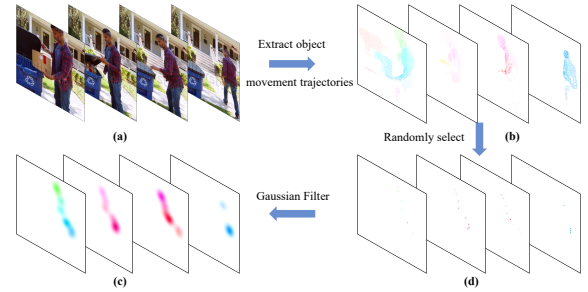 Extract object
movement trajectories
(a)
(b)
Randomly select
Gaussian Filter
(c)
(d)